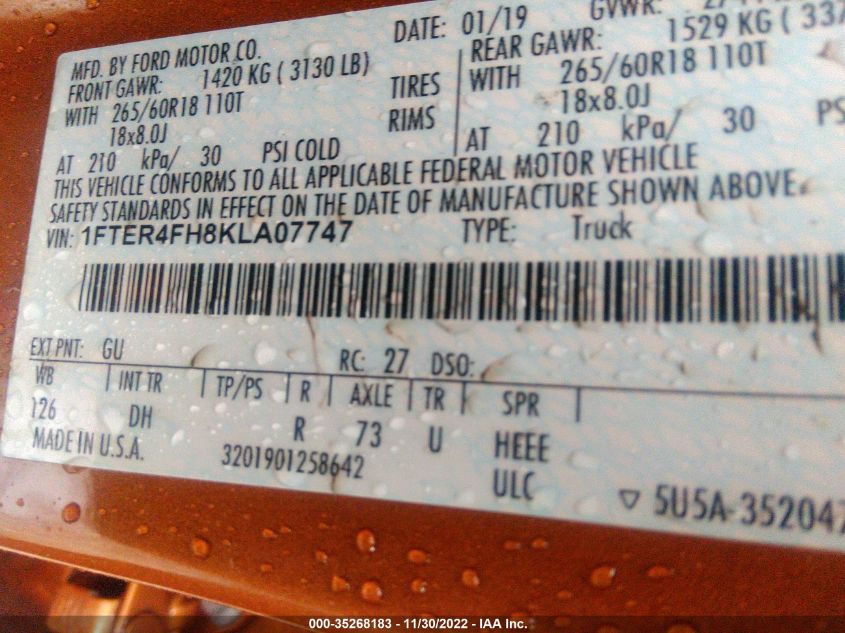 MFD. BY FORD MOTOR CO.
DATE: 01/19
GVWR:
FRONT GAWR: 1420 KG ( 3130 LB)
REAR GAWR: 1529 KG ( 337
WITH 265/60R18 110T TIRES
WITH 265/60R18 110T
18x8.0J RIMS
18x8.0J
AT 210 kPa/ 30 PSI COLD
AT 210 kPa/ 30 PS
THIS VEHICLE CONFORMS TO ALL APPLICABLE FEDERAL MOTOR VEHICLE
SAFETY STANDARDS IN EFFECT ON THE DATE OF MANUFACTURE SHOWN ABOVE.
VIN: 1FTER4FH8KLA07747 TYPE: Truck
EXT PNT: GU RC: 27 DSO:
WB INT TR TP/PS R AXLE TR SPR
126 DH R 73 U HEEE
MADE IN U.S.A. 3201901258642 ULC
▽ 5U5A-352047
000-35268183 - 11/30/2022 - IAA Inc.